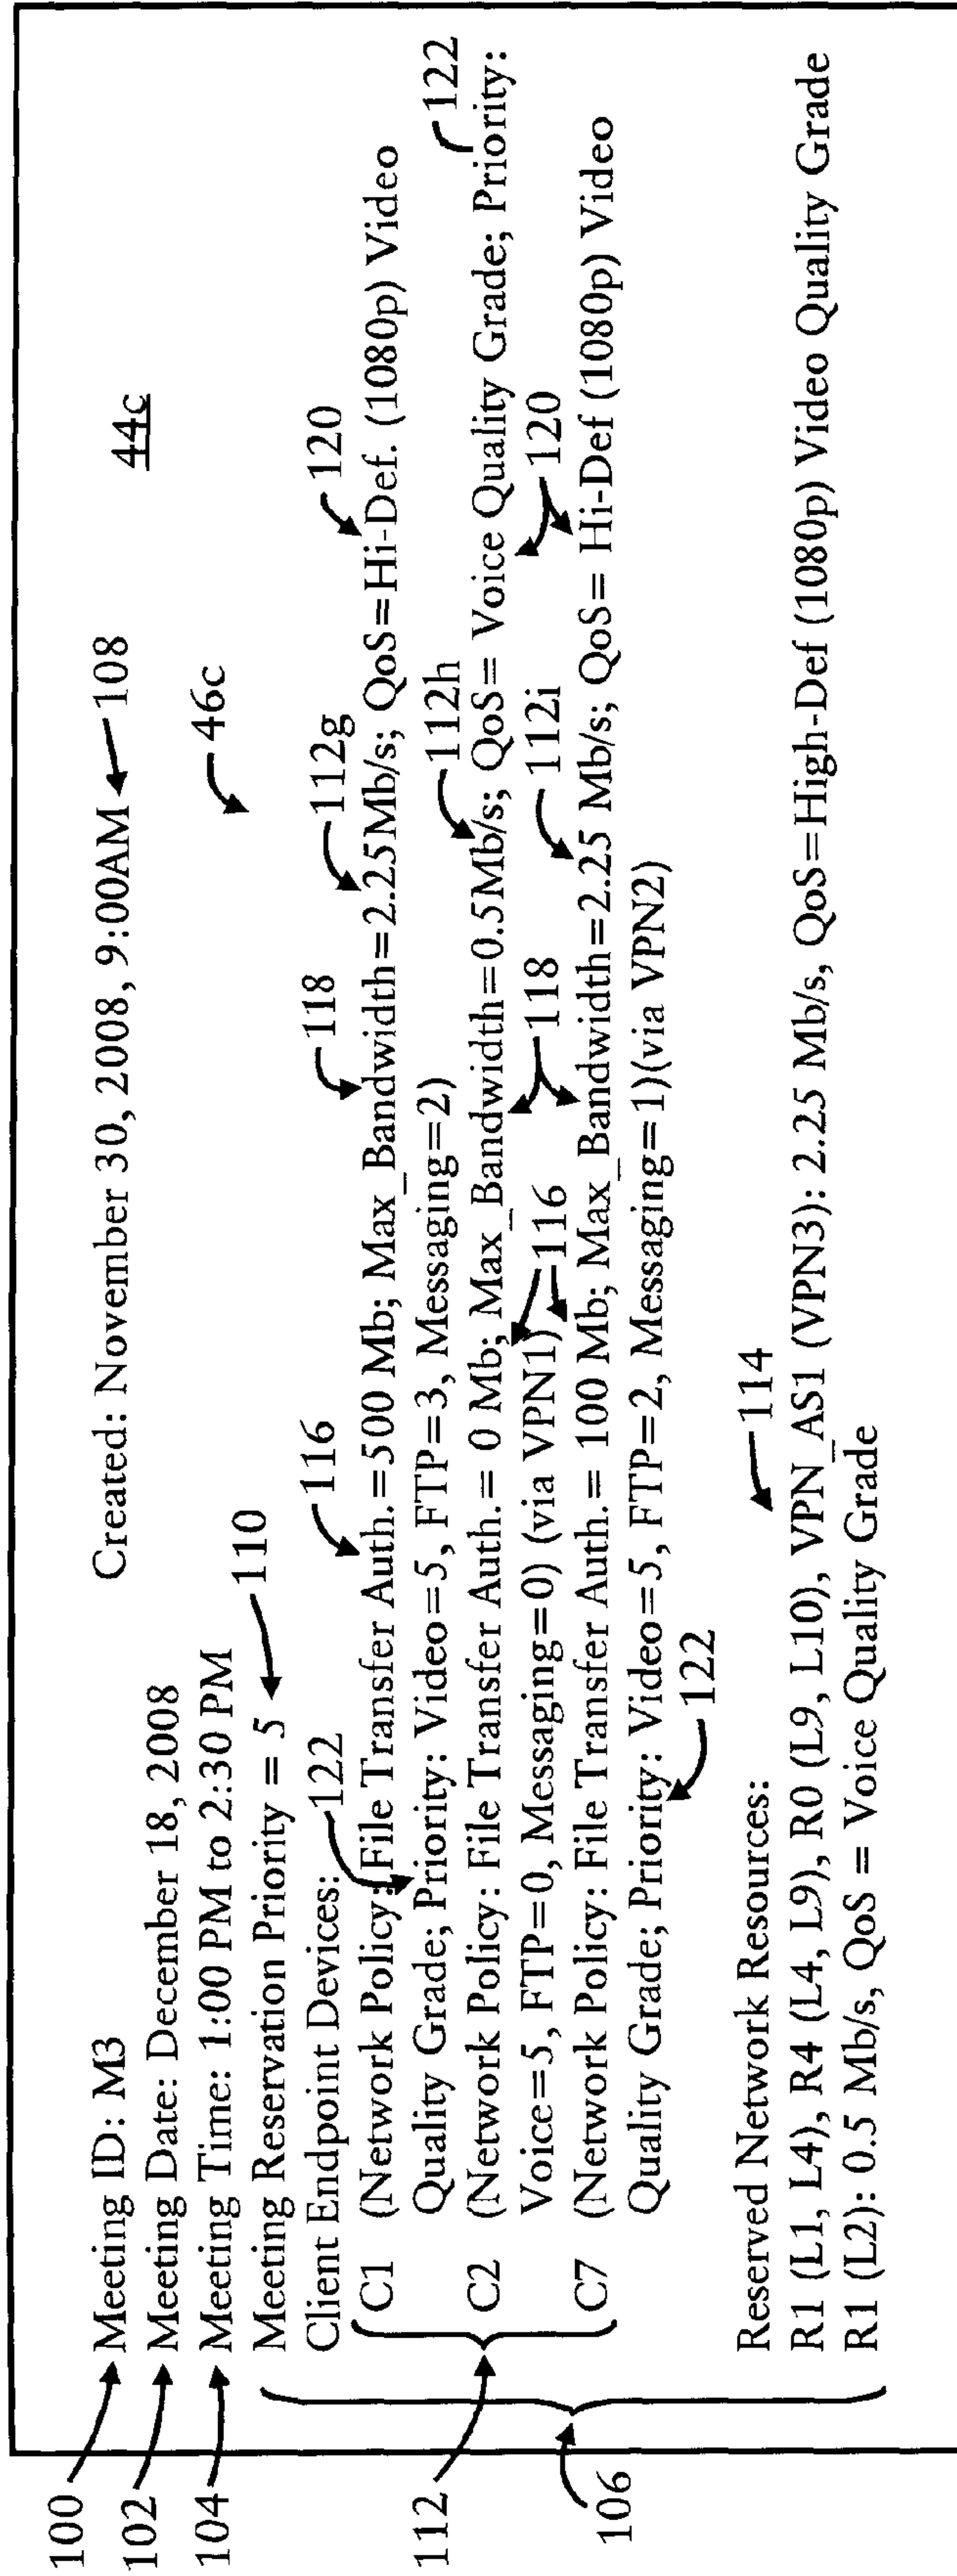 44c
100 Meeting ID: M3 Created: November 30, 2008, 9:00AM 108
102 Meeting Date: December 18, 2008
104 Meeting Time: 1:00 PM to 2:30 PM 46c
Meeting Reservation Priority = 5 110
Client Endpoint Devices: 122 116 118 112g 120
C1 (Network Policy: File Transfer Auth.=500 Mb; Max_Bandwidth=2.25Mb/s; QoS=Hi-Def. (1080p) Video
Quality Grade; Priority: Video=5, FTP=3, Messaging=2) 112h 122
112 C2 (Network Policy: File Transfer Auth.= 0 Mb; Max_Bandwidth=0.5Mb/s; QoS= Voice Quality Grade; Priority:
Voice=5, FTP=0, Messaging=0) (via VPN1) 116 118 112i 120
C7 (Network Policy: File Transfer Auth.= 100 Mb; Max_Bandwidth=2.25 Mb/s; QoS= Hi-Def (1080p) Video
106 Quality Grade; Priority: Video=5, FTP=2, Messaging=1)(via VPN2)
122
Reserved Network Resources: 114
R1 (L1, L4), R4 (L4, L9), R0 (L9, L10), VPN_AS1 (VPN3): 2.25 Mb/s, QoS=High-Def (1080p) Video Quality Grade
R1 (L2): 0.5 Mb/s, QoS = Voice Quality Grade